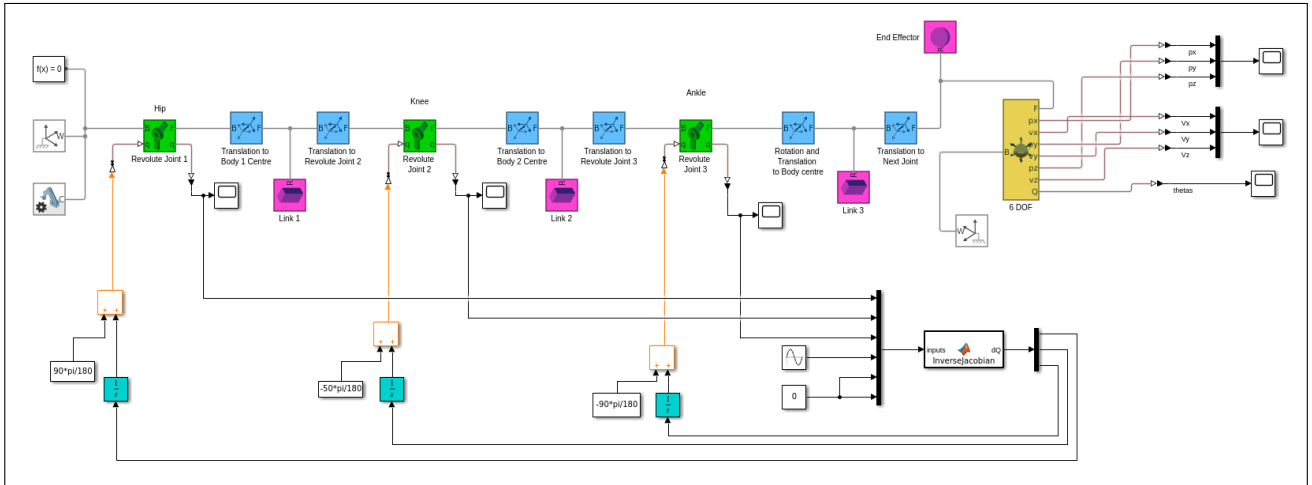 End Effector
R
px
py
pz
f(x) = 0
Hip
Knee
Ankle
W
B F
q q
Revolute Joint 1
B F
Translation to
Body 1 Centre
B F
Translation to
Revolute Joint 2
B F
q q
Revolute
Joint 2
B F
Translation to
Body 2 Centre
B F
Translation to
Revolute Joint 3
B F
q q
Revolute
Joint 3
B F
Rotation and
Translation
to Body centre
B F
Translation to
Next Joint
F
px
vx
py
vy
pz
vz
Q
B
6 DOF
Vx
Vy
Vz
thetas
C
R
Link 1
R
Link 2
R
Link 3
W
+ +
+ +
+ +
90*pi/180
1
s
-50*pi/180
1
s
-90*pi/180
1
s
0
inputs dQ
InverseJacobian